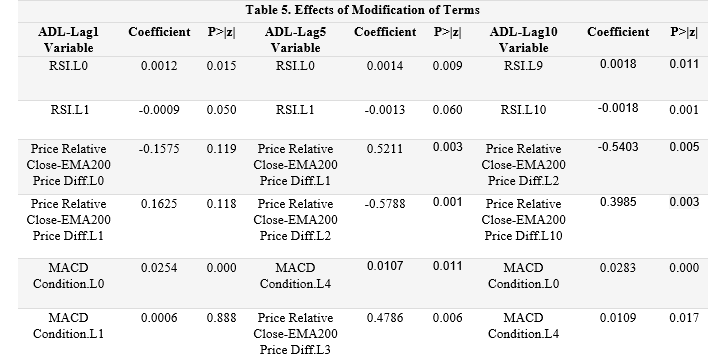 Table 5. Effects of Modification of Terms
ADL-Lag1 Variable Coefficient P>|z| ADL-Lag5 Variable Coefficient P>|z| ADL-Lag10 Variable Coefficient P>|z|
RSI.L0 0.0012 0.015 RSI.L0 0.0014 0.009 RSI.L9 0.0018 0.011
RSI.L1 -0.0009 0.050 RSI.L1 -0.0013 0.060 RSI.L10 -0.0018 0.001
Price Relative Close-EMA200 Price Diff.L0 -0.1575 0.119 Price Relative Close-EMA200 Price Diff.L1 0.5211 0.003 Price Relative Close-EMA200 Price Diff.L2 -0.5403 0.005
Price Relative Close-EMA200 Price Diff.L1 0.1625 0.118 Price Relative Close-EMA200 Price Diff.L2 -0.5788 0.001 Price Relative Close-EMA200 Price Diff.L10 0.3985 0.003
MACD Condition.L0 0.0254 0.000 MACD Condition.L4 0.0107 0.011 MACD Condition.L0 0.0283 0.000
MACD Condition.L1 0.0006 0.888 Price Relative Close-EMA200 Price Diff.L3 0.4786 0.006 MACD Condition.L4 0.0109 0.017